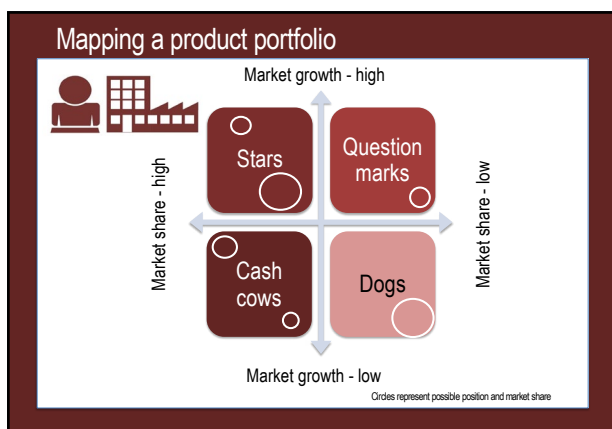 Mapping a product portfolio
Market growth - high
Stars
Question
marks
Market share - high
Market share - low
Cash
cows
Dogs
Market growth - low
Circles represent possible position and market share